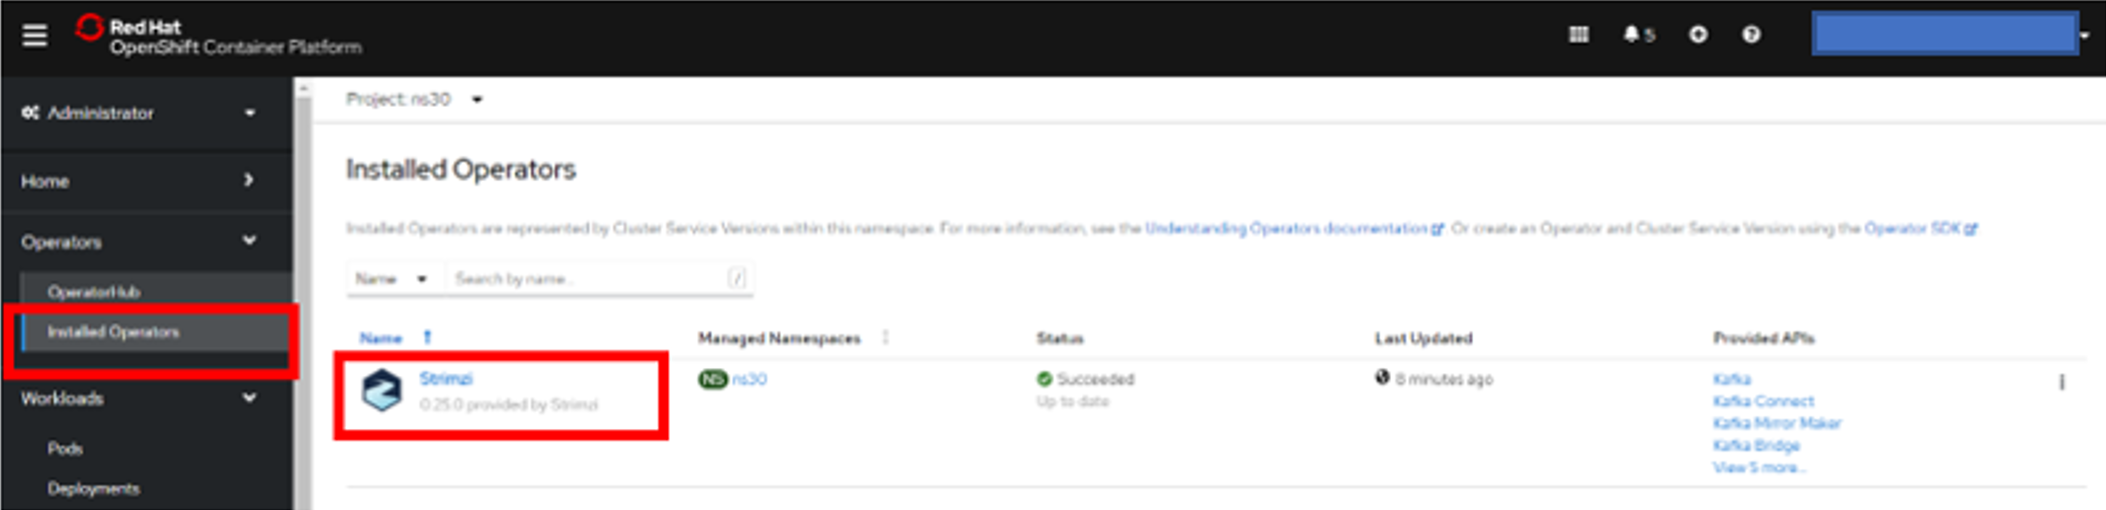 Red Hat
OpenShift Container Platform
5
Administrator
Project: ns30
Home
Installed Operators
Installed Operators are represented by Cluster Service Versions within this namespace. For more information, see the Understanding Operators documentation. Or create an Operator and Cluster Service Version using the Operator SDK
Operators
OperatorHub
Name
Search by name...
/
Installed Operators
Name
Managed Namespaces
Status
Last Updated
Provided APIs
Strimzi
0.25.0 provided by Strimzi
NS ns30
Succeeded
Up to date
8 minutes ago
Kafka
Kafka Connect
Kafka Mirror Maker
Kafka Bridge
View 5 more...
Workloads
Pods
Deployments